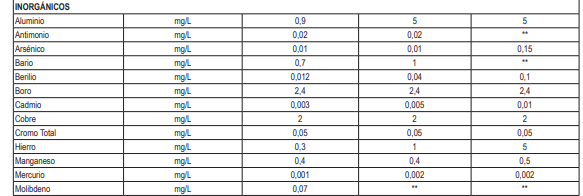 INORGÁNICOS
Aluminio mg/L 0,9 5 5
Antimonio mg/L 0,02 0,02 **
Arsénico mg/L 0,01 0,01 0,15
Bario mg/L 0,7 1 **
Berilio mg/L 0,012 0,04 0,1
Boro mg/L 2,4 2,4 2,4
Cadmio mg/L 0,003 0,005 0,01
Cobre mg/L 2 2 2
Cromo Total mg/L 0,05 0,05 0,05
Hierro mg/L 0,3 1 5
Manganeso mg/L 0,4 0,4 0,5
Mercurio mg/L 0,001 0,002 0,002
Molibdeno mg/L 0,07 ** **